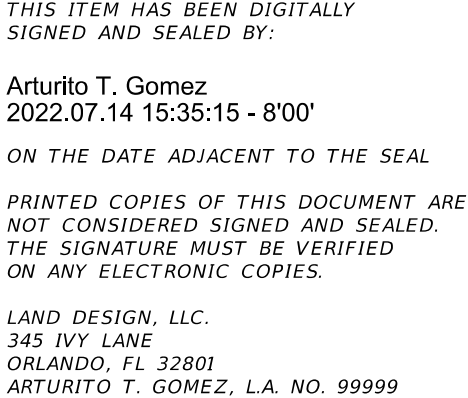 THIS ITEM HAS BEEN DIGITALLY
SIGNED AND SEALED BY:
Arturito T. Gomez
2022.07.14 15:35:15 - 8'00'
ON THE DATE ADJACENT TO THE SEAL
PRINTED COPIES OF THIS DOCUMENT ARE
NOT CONSIDERED SIGNED AND SEALED.
THE SIGNATURE MUST BE VERIFIED
ON ANY ELECTRONIC COPIES.
LAND DESIGN, LLC.
345 IVY LANE
ORLANDO, FL 32801
ARTURITO T. GOMEZ, L.A. NO. 99999